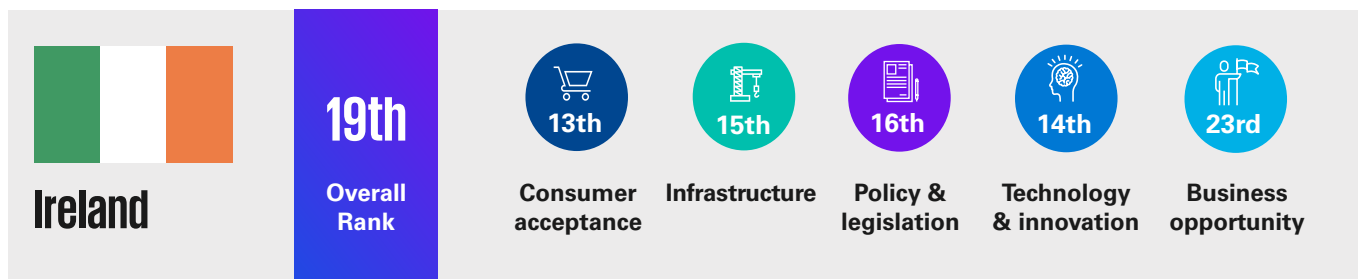 Ireland
19th
Overall
Rank
13th
Consumer
acceptance
15th
Infrastructure
16th
Policy &
legislation
14th
Technology
& innovation
23rd
Business
opportunity